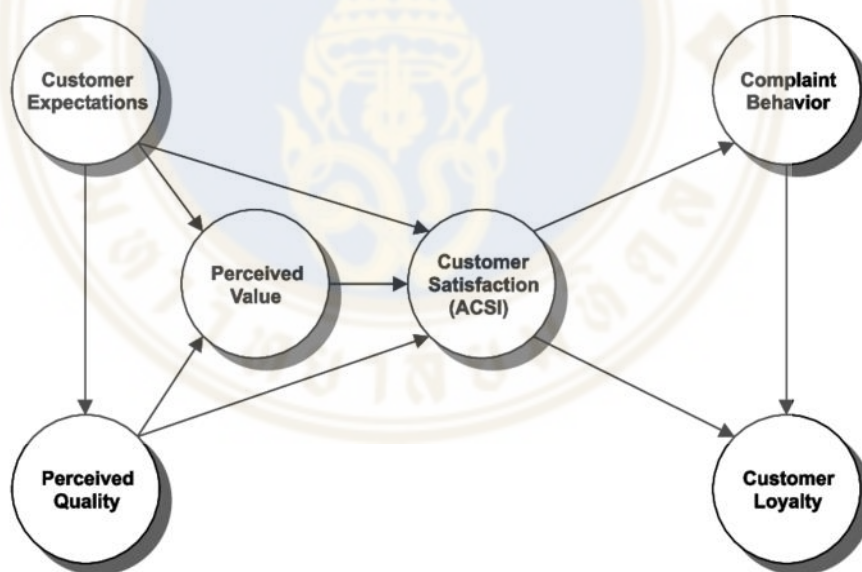 Customer
Expectations
Complaint
Behavior
Perceived
Value
Customer
Satisfaction
(ACSI)
Perceived
Quality
Customer
Loyalty